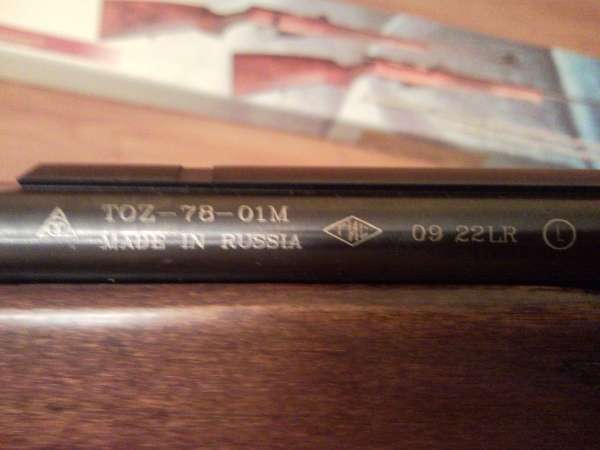 TOZ-78-01M
MADE IN RUSSIA
09 22LR
L